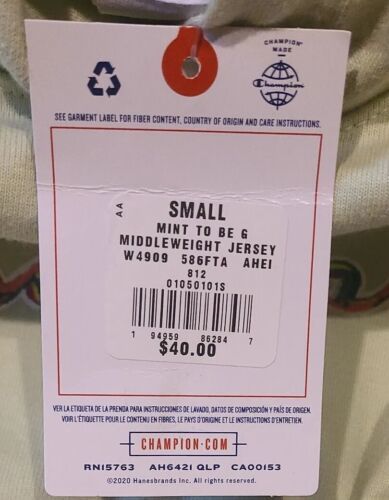 CHAMPION
MADE
Champion
SEE GARMENT LABEL FOR FIBER CONTENT, COUNTRY OF ORIGIN AND CARE INSTRUCTIONS.
AA
SMALL
MINT TO BE G
MIDDLEWEIGHT JERSEY
W4909 586FTA AHEI
812
01050101S
1 94959 86284 7
$40.00
VER LA ETIQUETA DE LA PRENDA PARA INSTRUCCIONES DE LAVADO, DATOS DE COMPOSICIÓN Y PAÍS DE ORIGEN.
VOIR L'ÉTIQUETTE POUR LE CONTENU EN FIBRES, LE PAYS D'ORIGINE ET LE INSTRUCTIONS D'ENTRETIEN.
CHAMPION•COM
RN15763 AH6421 QLP CA00153
©2020 Hanesbrands Inc. All rights reserved.